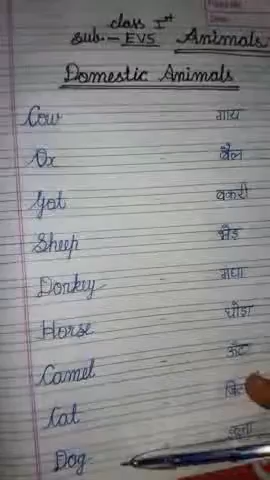 class Ist
Sub.- EVS Animals
Domestic Animals
Cow - गाय
Ox - बैल
Got - बकरी
Sheep - भेड
Donkey - गधा
Horse - घोडा
Camel - ऊँट
Cat
Dog - कुत्ता